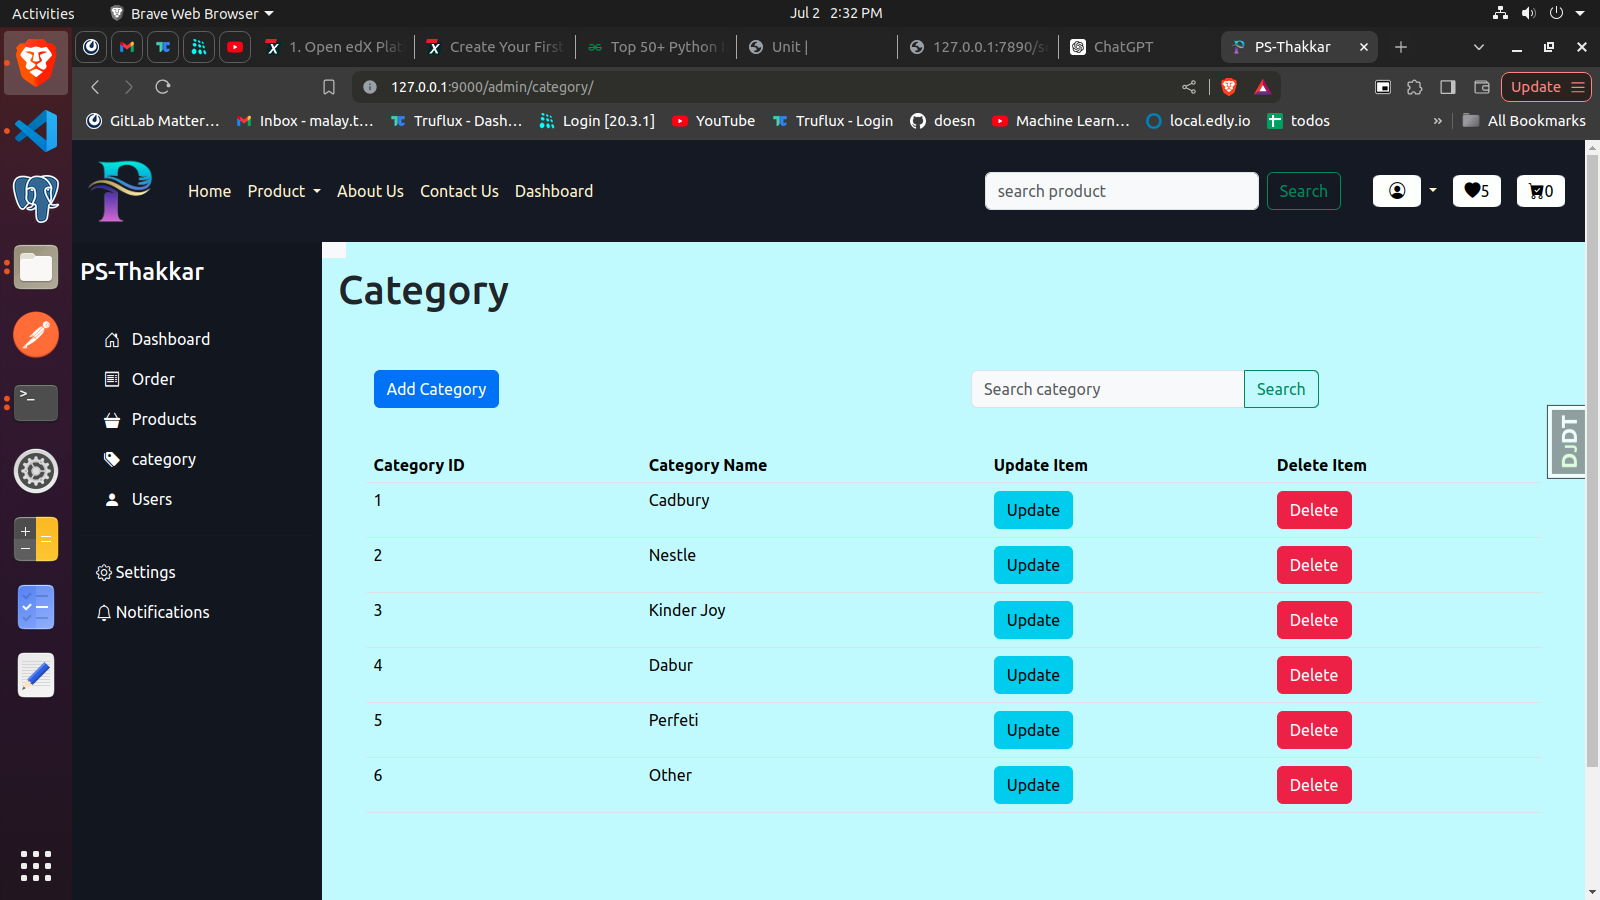 Activities Brave Web Browser Jul 2 2:32 PM
1. Open edX Pla Create Your First Top 50+ Python Unit | 127.0.0.1:7890/s ChatGPT PS-Thakkar
127.0.0.1:9000/admin/category/ Update
GitLab Matter... Inbox - malay.t... Truflux - Dash... Login [20.3.1] YouTube Truflux - Login doesn Machine Learn... local.edly.io todos » All Bookmarks
Home Product About Us Contact Us Dashboard search product Search 5 0
PS-Thakkar
Category
Dashboard
Order
Products
category
Users
Settings
Notifications
Add Category Search category Search
DJDT
Category ID Category Name Update Item Delete Item
1 Cadbury Update Delete
2 Nestle Update Delete
3 Kinder Joy Update Delete
4 Dabur Update Delete
5 Perfeti Update Delete
6 Other Update Delete